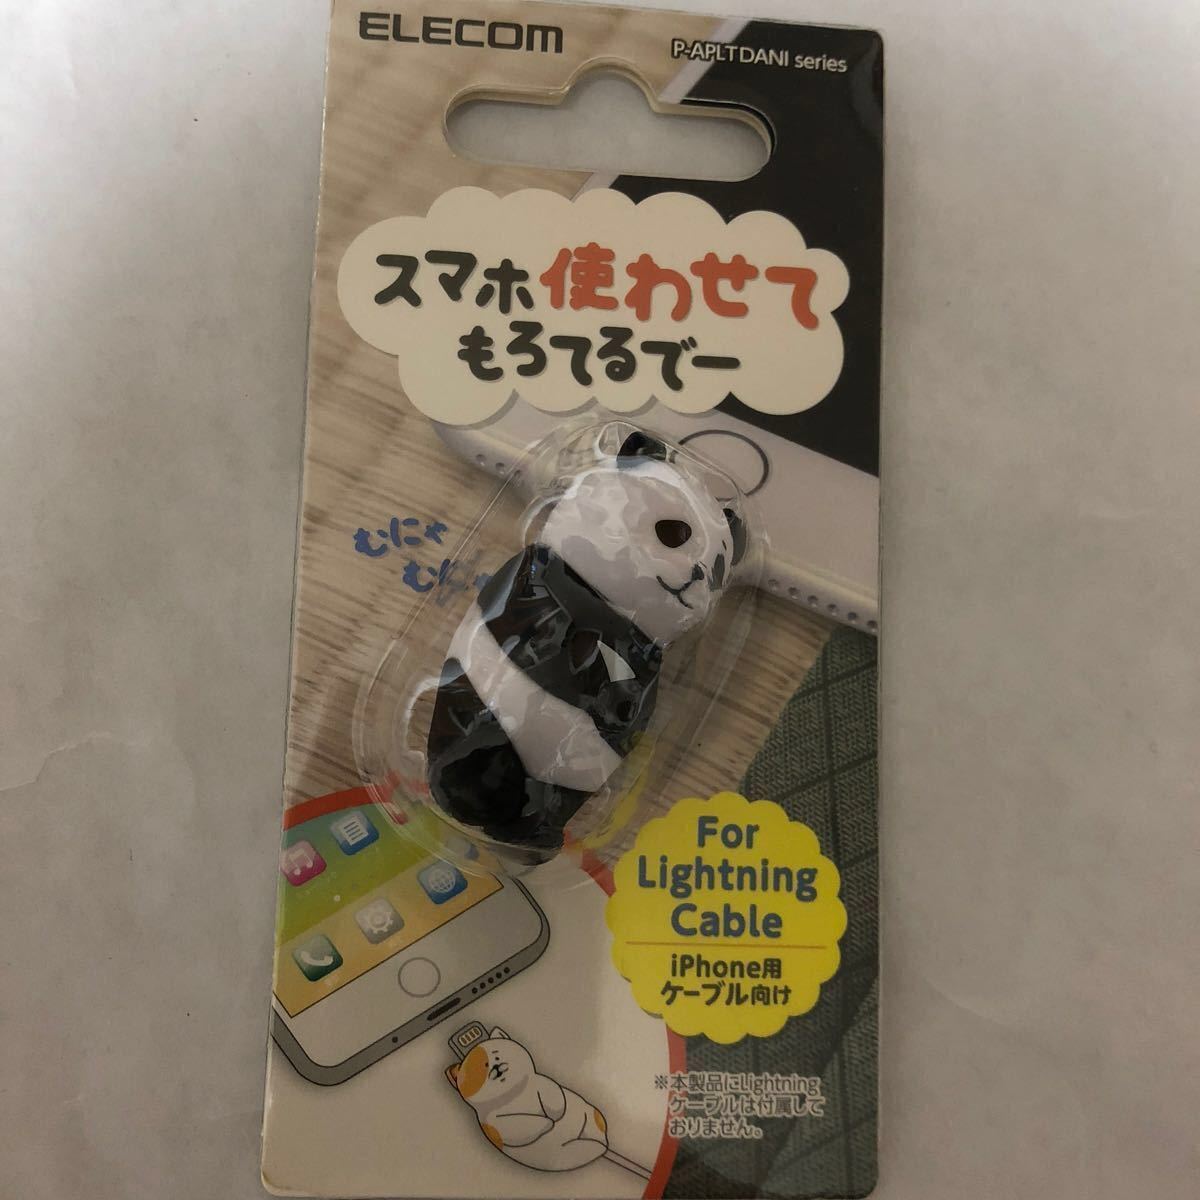 ELECOM
P-APLTDANI series
スマホ使わせて
もろてるでー
むにゃ
むにゃ
For
Lightning
Cable
iPhone用
ケーブル向け
※本製品にLightning
ケーブルは付属して
おりません。